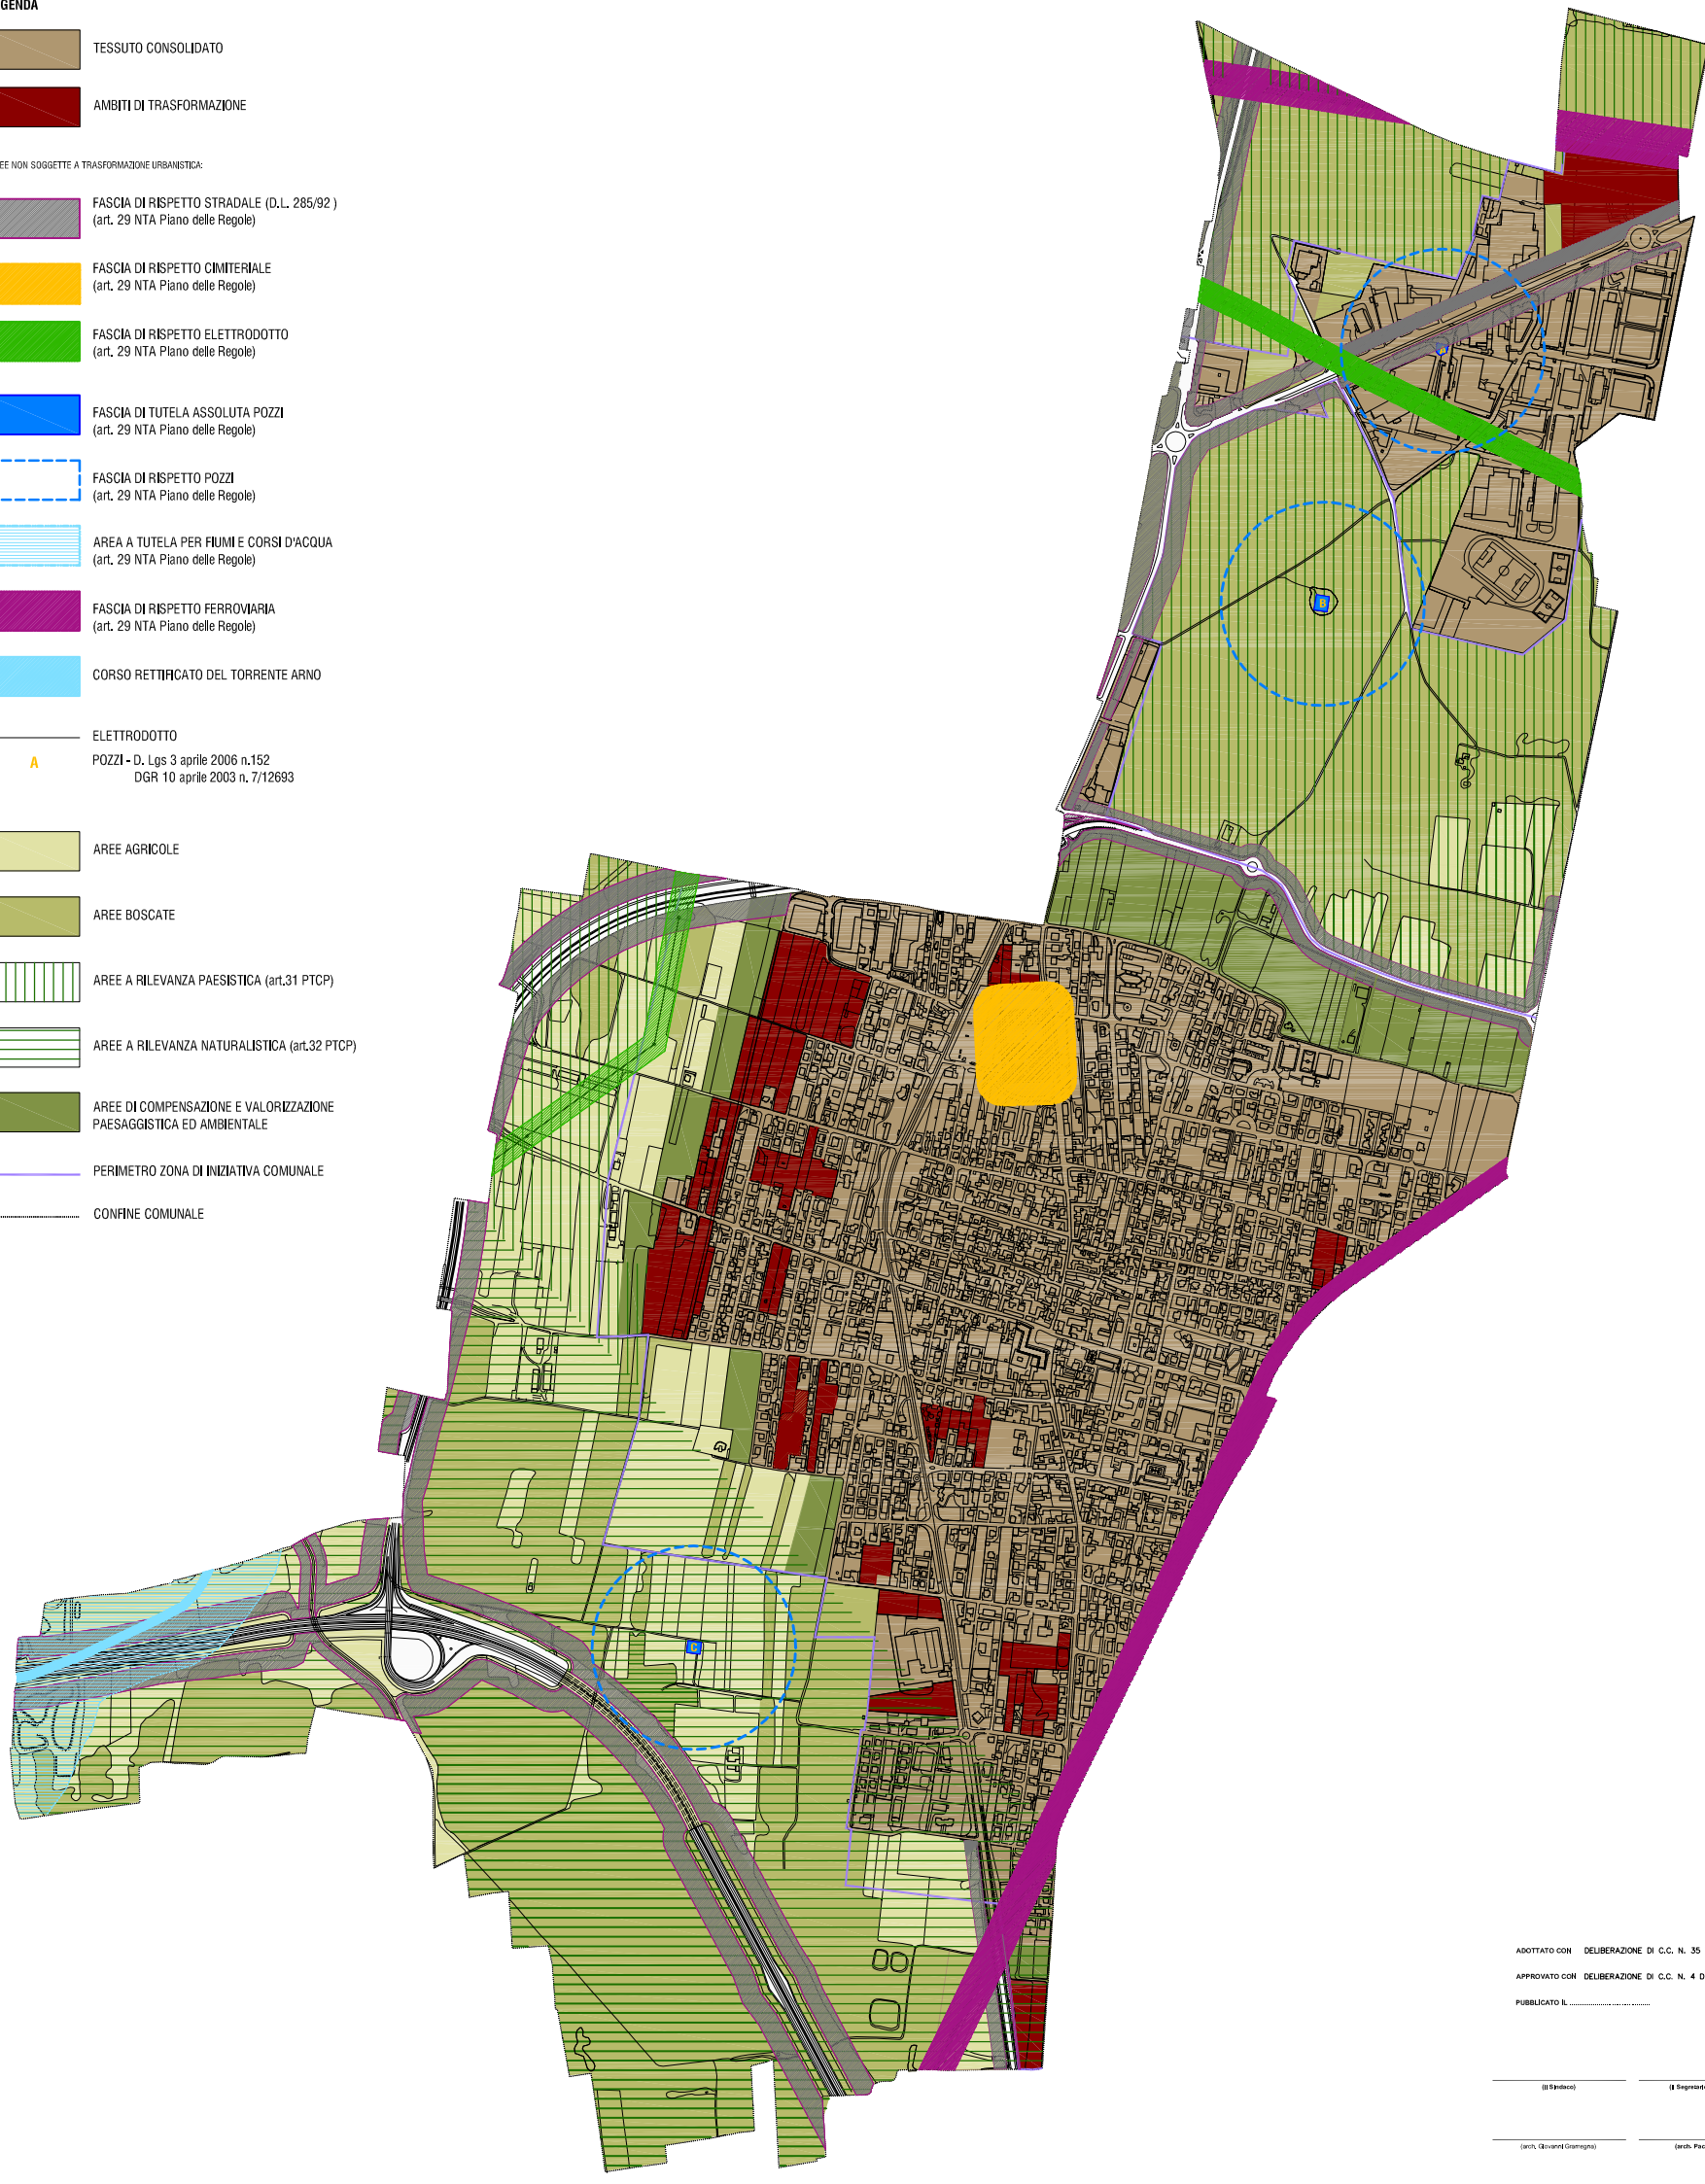 GENDA
TESSUTO CONSOLIDATO
AMBITI DI TRASFORMAZIONE
EE NON SOGGETTE A TRASFORMAZIONE URBANISTICA:
FASCIA DI RISPETTO STRADALE (D.L. 285/92 )
(art. 29 NTA Piano delle Regole)
FASCIA DI RISPETTO CIMITERIALE
(art. 29 NTA Piano delle Regole)
FASCIA DI RISPETTO ELETTRODOTTO
(art. 29 NTA Piano delle Regole)
FASCIA DI TUTELA ASSOLUTA POZZI
(art. 29 NTA Piano delle Regole)
FASCIA DI RISPETTO POZZI
(art. 29 NTA Piano delle Regole)
AREA A TUTELA PER FIUMI E CORSI D'ACQUA
(art. 29 NTA Piano delle Regole)
FASCIA DI RISPETTO FERROVIARIA
(art. 29 NTA Piano delle Regole)
CORSO RETTIFICATO DEL TORRENTE ARNO
ELETTRODOTTO
A POZZI - D. Lgs 3 aprile 2006 n.152
DGR 10 aprile 2003 n. 7/12693
AREE AGRICOLE
AREE BOSCATE
AREE A RILEVANZA PAESISTICA (art.31 PTCP)
AREE A RILEVANZA NATURALISTICA (art.32 PTCP)
AREE DI COMPENSAZIONE E VALORIZZAZIONE
PAESAGGISTICA ED AMBIENTALE
PERIMETRO ZONA DI INIZIATIVA COMUNALE
CONFINE COMUNALE
B
C
ADOTTATO CON DELIBERAZIONE DI C.C. N. 35
APPROVATO CON DELIBERAZIONE DI C.C. N. 4 D
PUBBLICATO IL ..............................
(Il Sindaco)
(Il Segretari
(arch. Giovanni Gramegna)
(arch. Pac